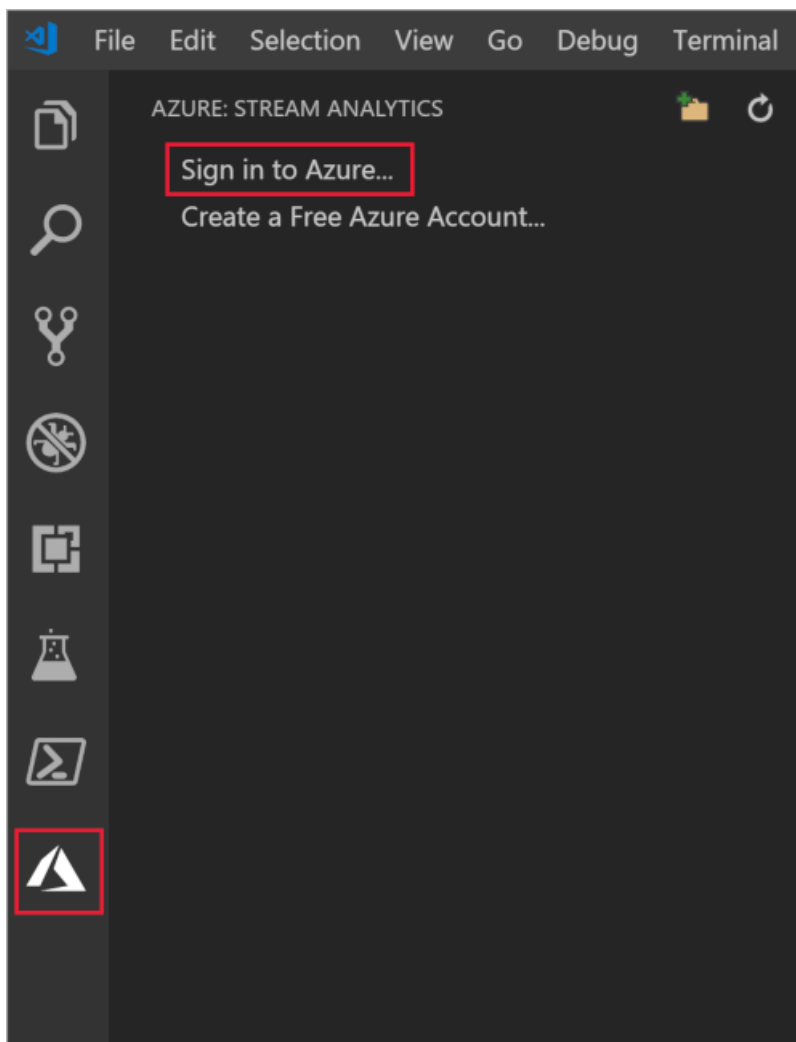 File Edit Selection View Go Debug Terminal
AZURE: STREAM ANALYTICS
Sign in to Azure...
Create a Free Azure Account...